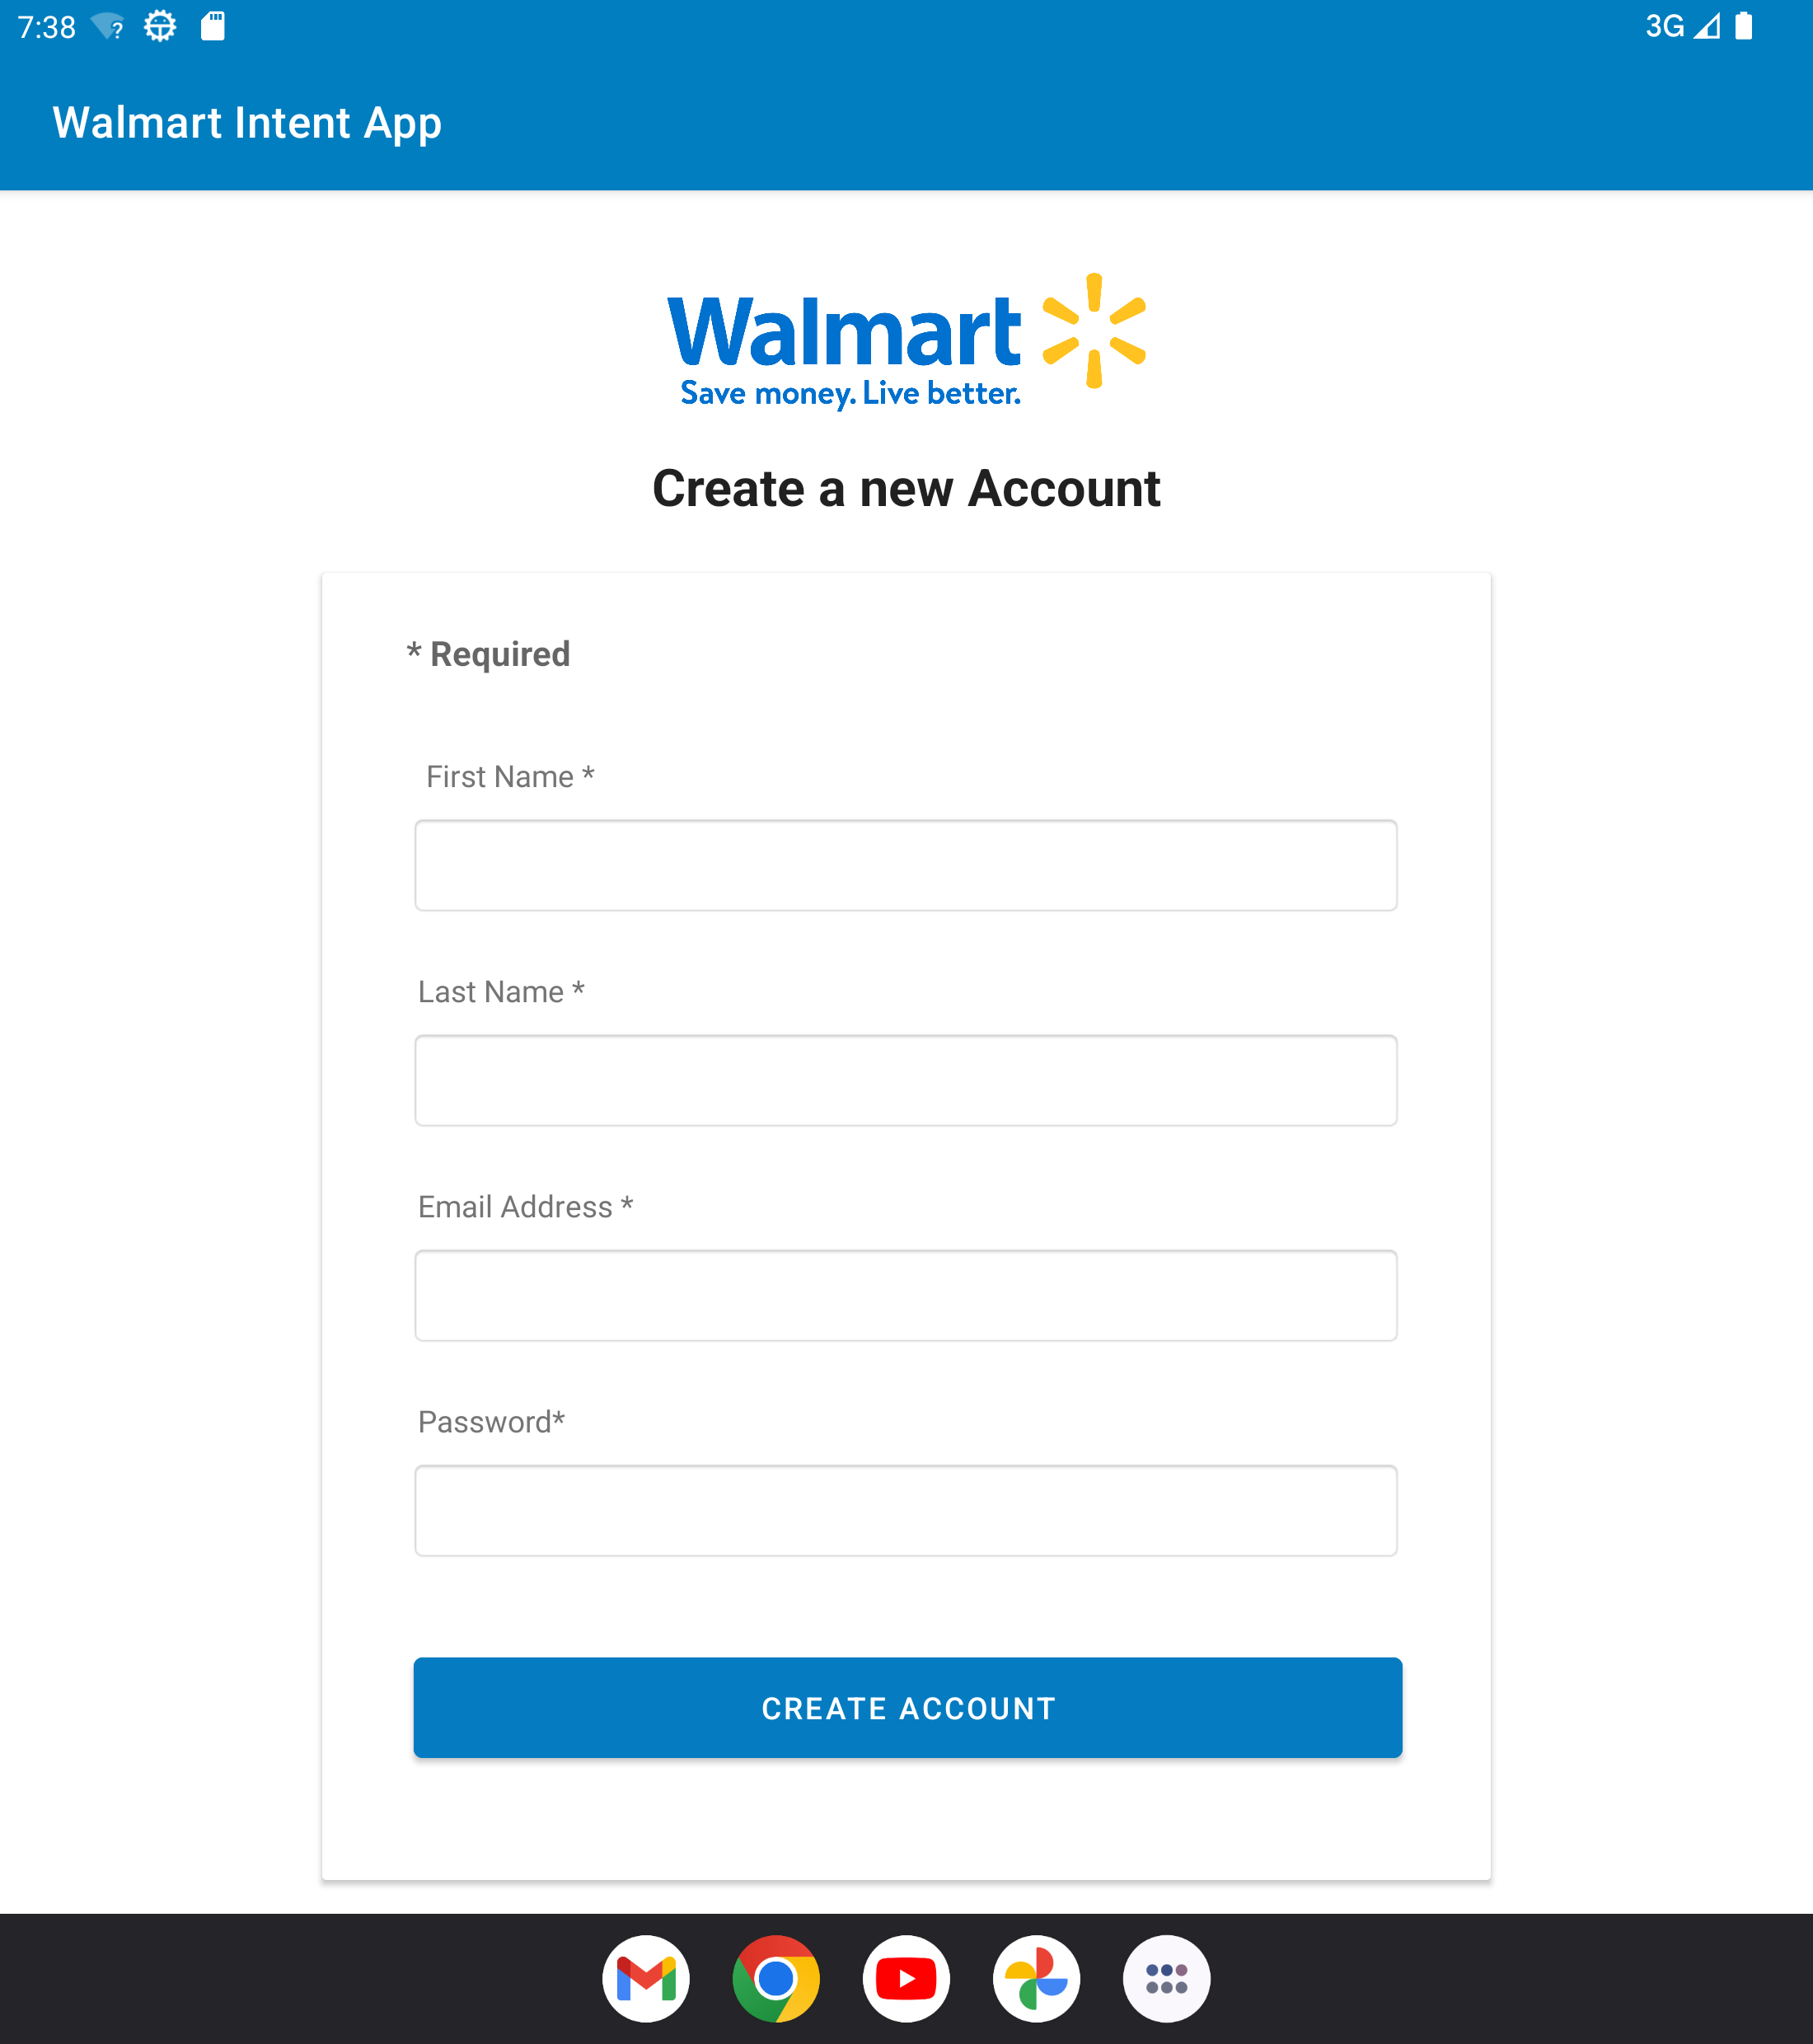 7:38 3G
Walmart Intent App
Walmart
Save money. Live better.
Create a new Account
* Required
First Name *
Last Name *
Email Address *
Password*
CREATE ACCOUNT